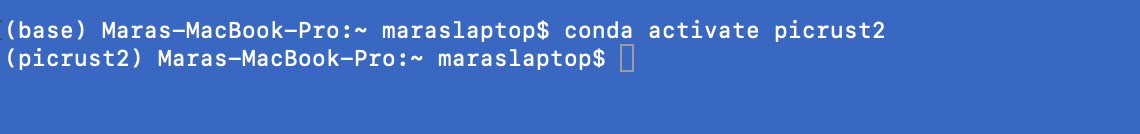 (base) Maras-MacBook-Pro:~ maraslaptop$ conda activate picrust2
(picrust2) Maras-MacBook-Pro:~ maraslaptop$